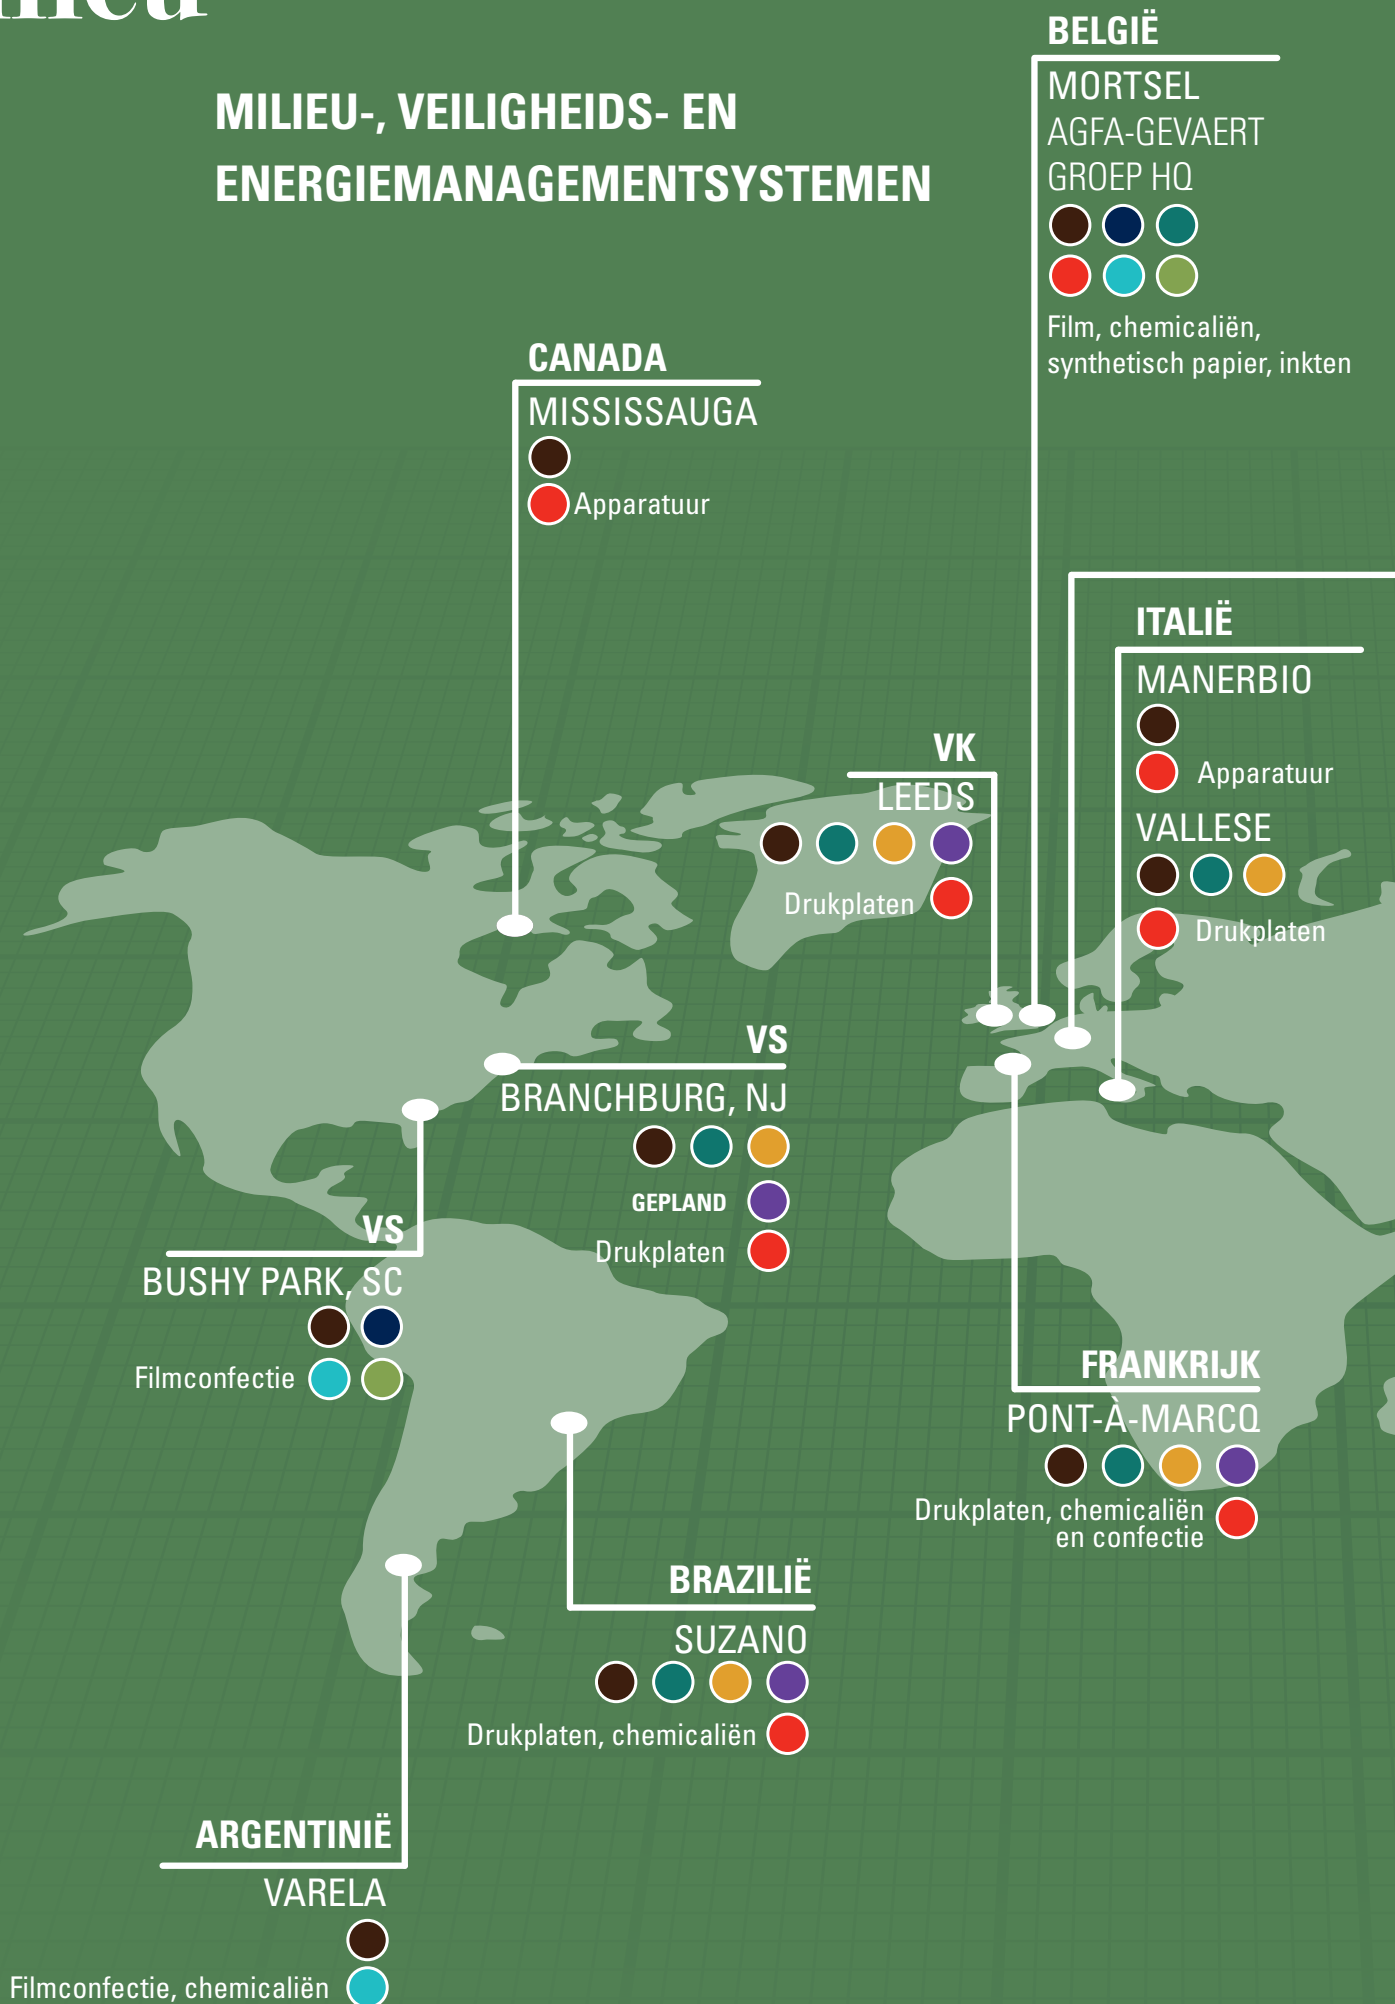 MILIEU-, VEILIGHEIDS- EN
ENERGIEMANAGEMENTSYSTEMEN
BELGIË
MORTSEL
AGFA-GEVAERT
GROEP HQ
Film, chemicaliën,
synthetisch papier, inkten
CANADA
MISSISSAUGA
Apparatuur
ITALIË
MANERBIO
Apparatuur
VALLESE
Drukplaten
VK
LEEDS
Drukplaten
VS
BRANCHBURG, NJ
GEPLAND
Drukplaten
VS
BUSHY PARK, SC
Filmconfectie
FRANKRIJK
PONT-À-MARCQ
Drukplaten, chemicaliën
en confectie
BRAZILIË
SUZANO
Drukplaten, chemicaliën
ARGENTINIË
VARELA
Filmconfectie, chemicaliën